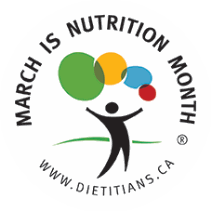 MARCH IS NUTRITION MONTH
®
WWW.DIETITIANS.CA